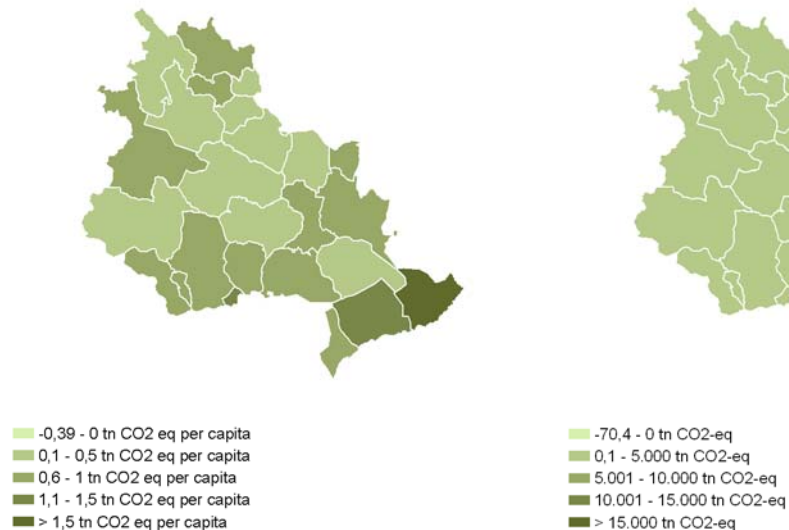 -0,39 - 0 tn CO2 eq per capita
0,1 - 0,5 tn CO2 eq per capita
0,6 - 1 tn CO2 eq per capita
1,1 - 1,5 tn CO2 eq per capita
> 1,5 tn CO2 eq per capita
-70,4 - 0 tn CO2-eq
0,1 - 5.000 tn CO2-eq
5.001 - 10.000 tn CO2-eq
10.001 - 15.000 tn CO2-eq
> 15.000 tn CO2-eq